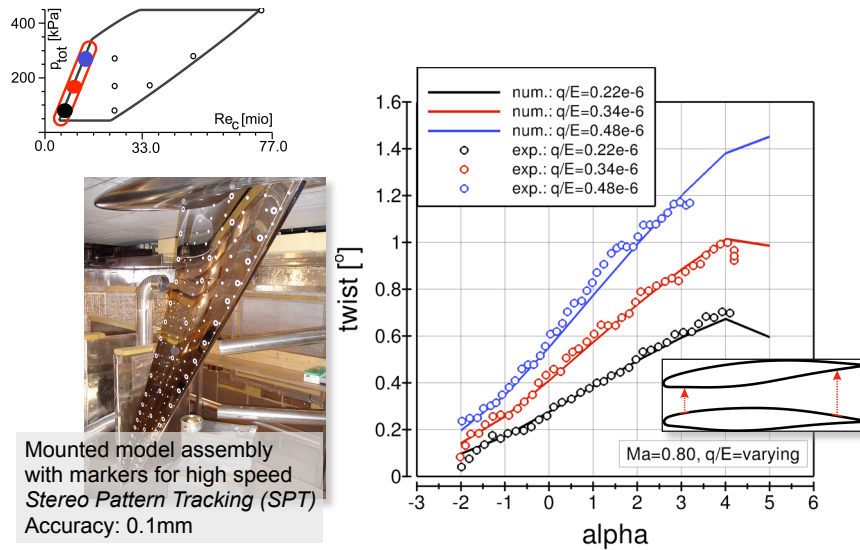 400
200
0.0
p_tot [kPa]
Re_C [mio]
0.0
33.0
77.0
num.: q/E=0.22e-6
num.: q/E=0.34e-6
num.: q/E=0.48e-6
exp.: q/E=0.22e-6
exp.: q/E=0.34e-6
exp.: q/E=0.48e-6
1.6
1.4
1.2
1
0.8
0.6
0.4
0.2
0
twist [°]
Ma=0.80, q/E=varying
-2
-1
0
1
2
3
4
5
6
alpha
Mounted model assembly
with markers for high speed
Stereo Pattern Tracking (SPT)
Accuracy: 0.1mm